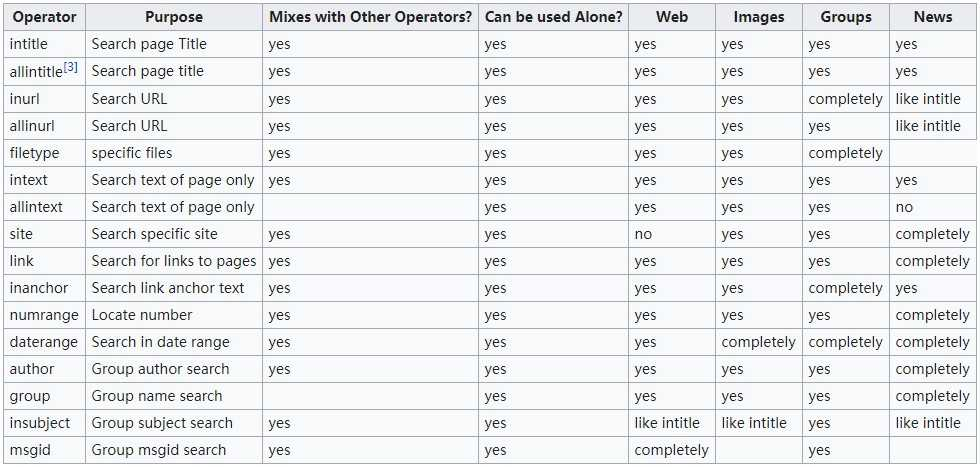 Operator Purpose Mixes with Other Operators? Can be used Alone? Web Images Groups News
intitle Search page Title yes yes yes yes yes yes
allintitle[3] Search page title yes yes yes yes yes yes
inurl Search URL yes yes yes yes completely like intitle
allinurl Search URL yes yes yes yes yes like intitle
filetype specific files yes yes yes yes completely
intext Search text of page only yes yes yes yes yes yes
allintext Search text of page only yes yes yes yes no
site Search specific site yes yes no yes yes completely
link Search for links to pages yes yes yes yes yes completely
inanchor Search link anchor text yes yes yes yes completely yes
numrange Locate number yes yes yes yes yes completely
daterange Search in date range yes yes yes completely completely completely
author Group author search yes yes yes yes yes completely
group Group name search yes yes yes yes completely
insubject Group subject search yes yes like intitle like intitle yes like intitle
msgid Group msgid search yes yes completely yes